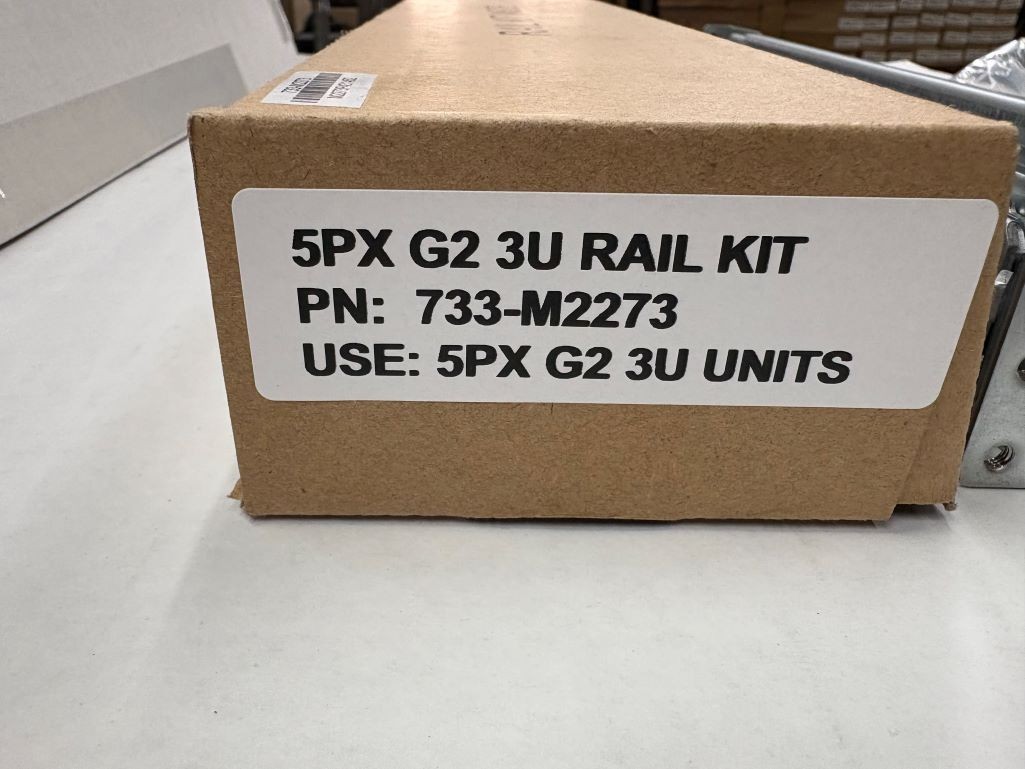 5PX G2 3U RAIL KIT
PN: 733-M2273
USE: 5PX G2 3U UNITS